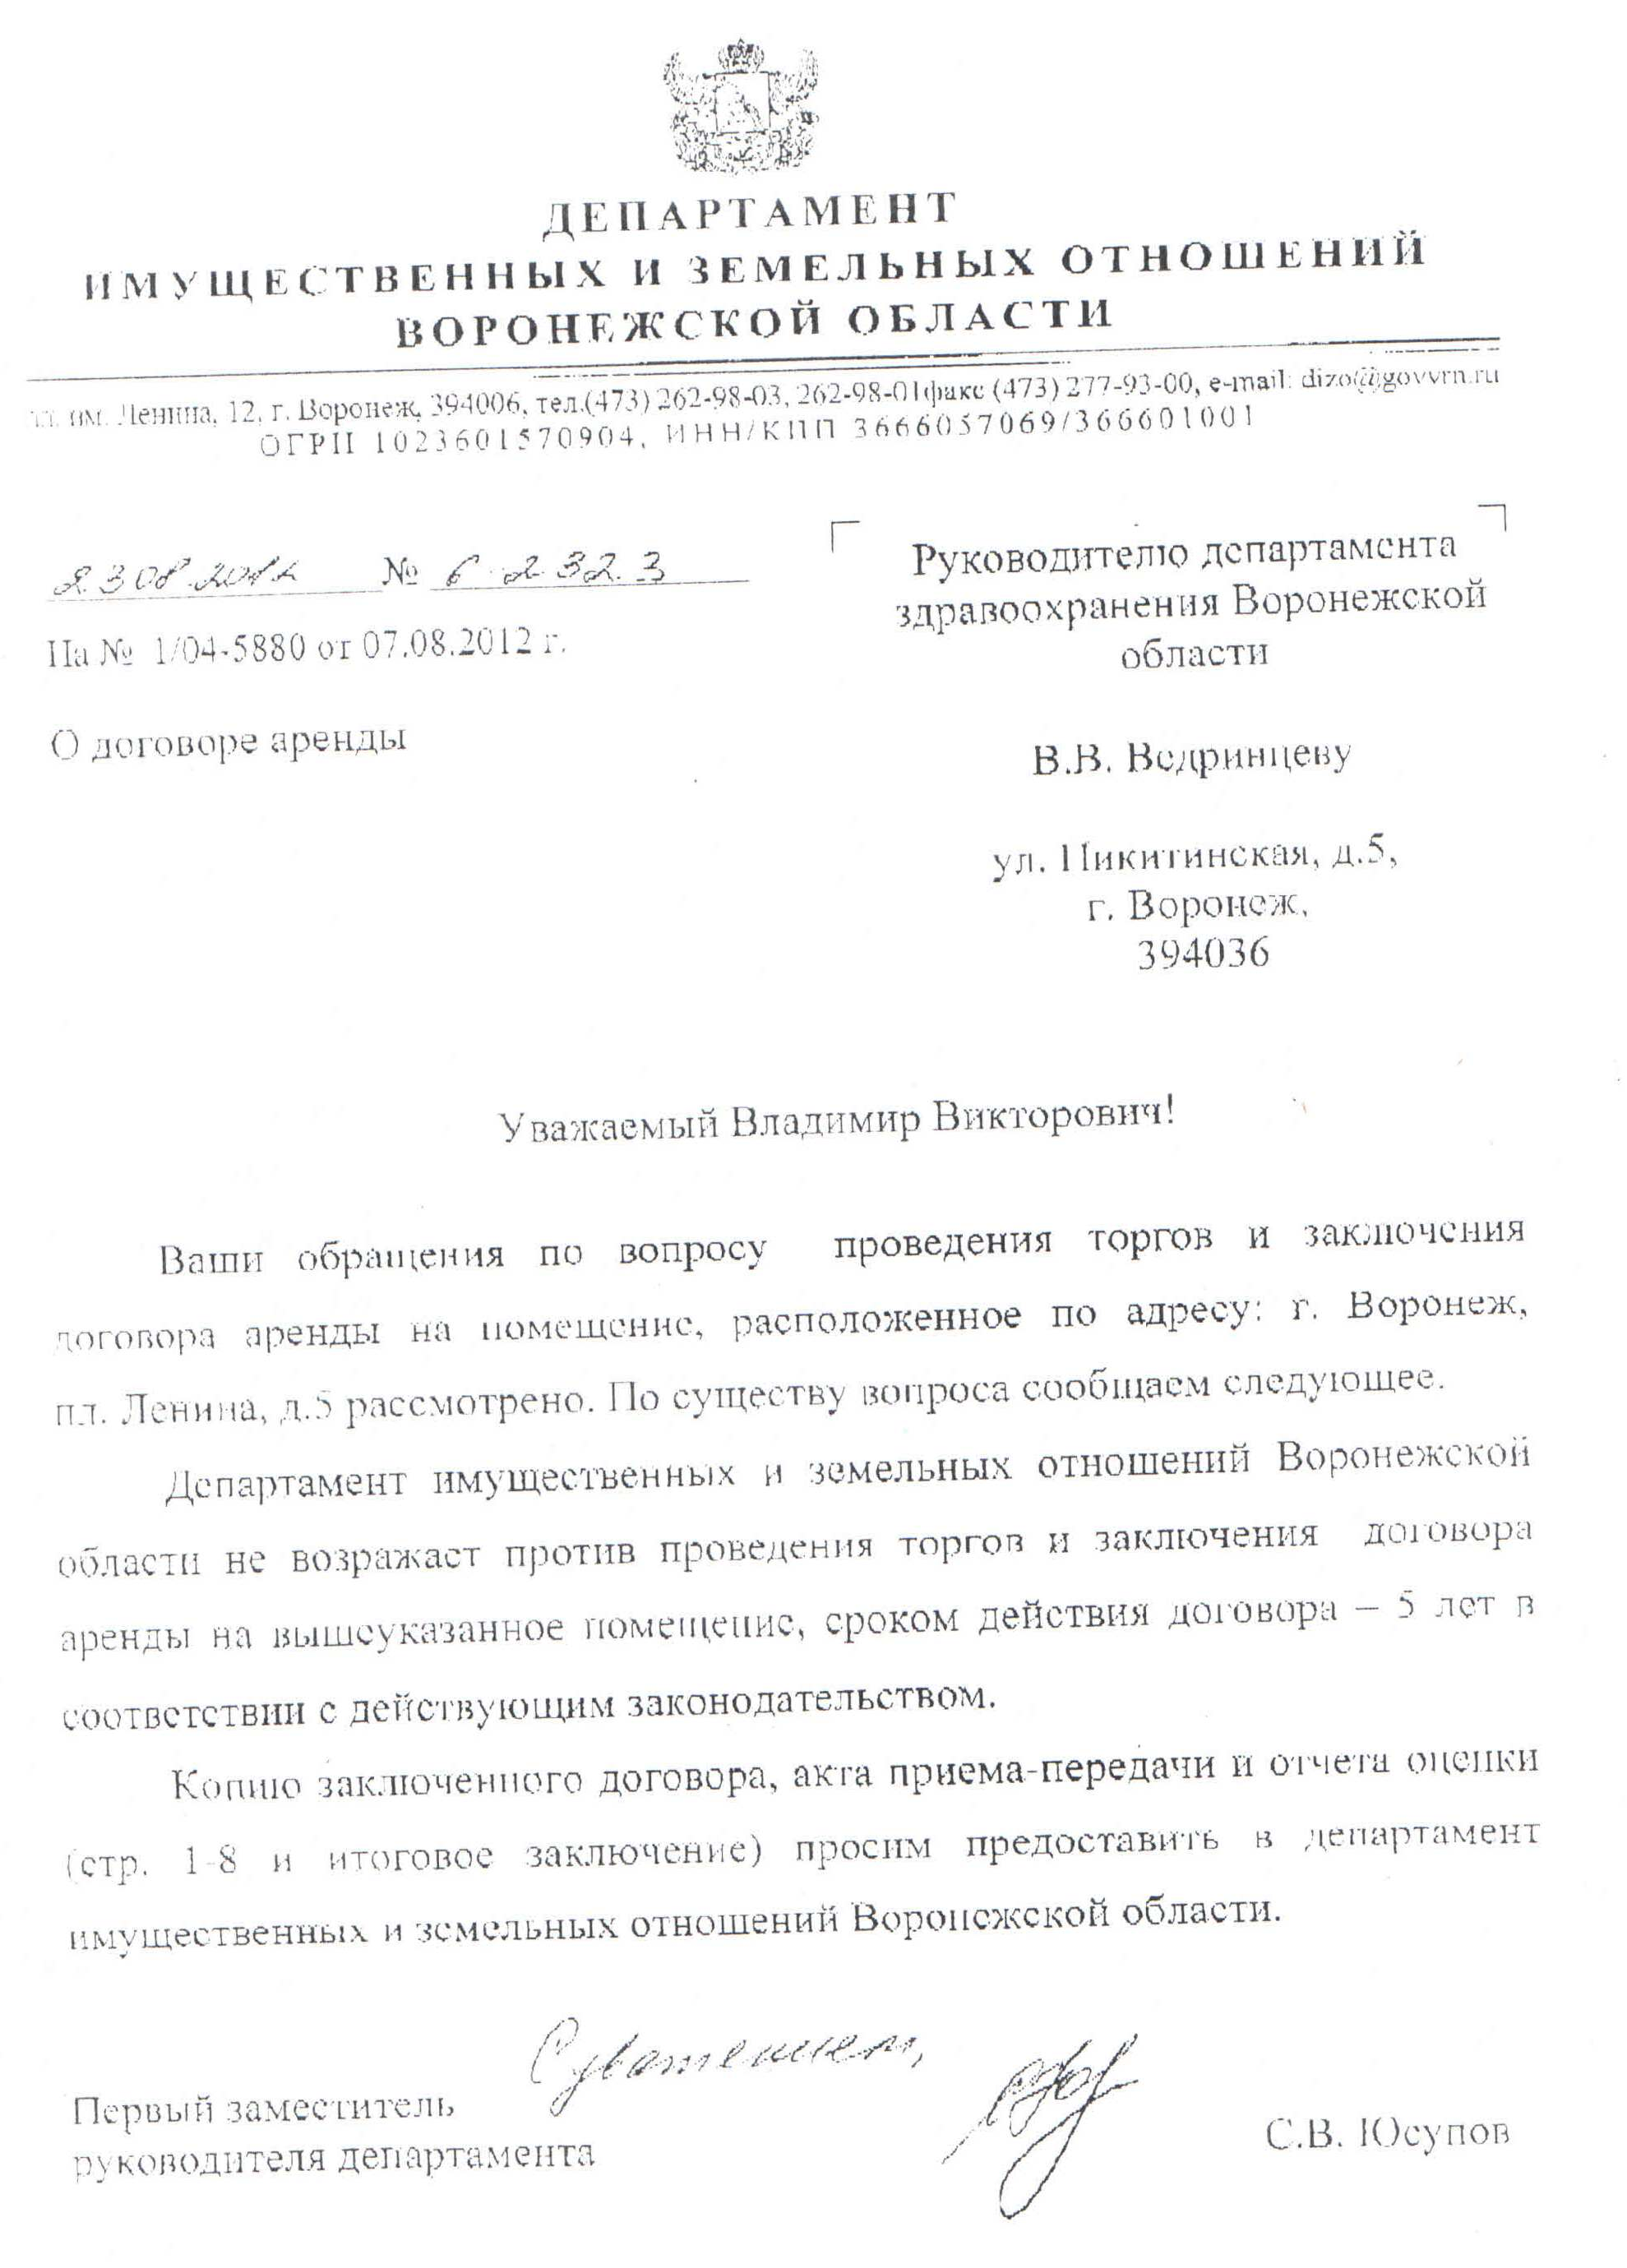 ДЕПАРТАМЕНТ
ИМУЩЕСТВЕННЫХ И ЗЕМЕЛЬНЫХ ОТНОШЕНИЙ
ВОРОНЕЖСКОЙ ОБЛАСТИ
пл. им. Ленина, 12, г. Воронеж, 394006, тел.(473) 262-98-03, 262-98-01факс (473) 277-93-00, e-mail: dizo@govvrn.ru
ОГРН 1023601570904, ИНН/КПП 3666057069/366601001
23 08 2012 № 6-2323
На № 1/04-5880 от 07.08.2012 г.
О договоре аренды
Руководителю департамента
здравоохранения Воронежской
области
В.В. Ведринцеву
ул. Никитинская, д.5,
г. Воронеж,
394036
Уважаемый Владимир Викторович!
Ваши обращения по вопросу проведения торгов и заключения
договора аренды на помещение, расположенное по адресу: г. Воронеж,
пл. Ленина, д.5 рассмотрено. По существу вопроса сообщаем следующее.
Департамент имущественных и земельных отношений Воронежской
области не возражает против проведения торгов и заключения договора
аренды на вышеуказанное помещение, сроком действия договора – 5 лет в
соответствии с действующим законодательством.
Копию заключенного договора, акта приема-передачи и отчета оценки
(стр. 1-8 и итоговое заключение) просим предоставить в департамент
имущественных и земельных отношений Воронежской области.
С уважением,
Первый заместитель
руководителя департамента
С.В. Юсупов